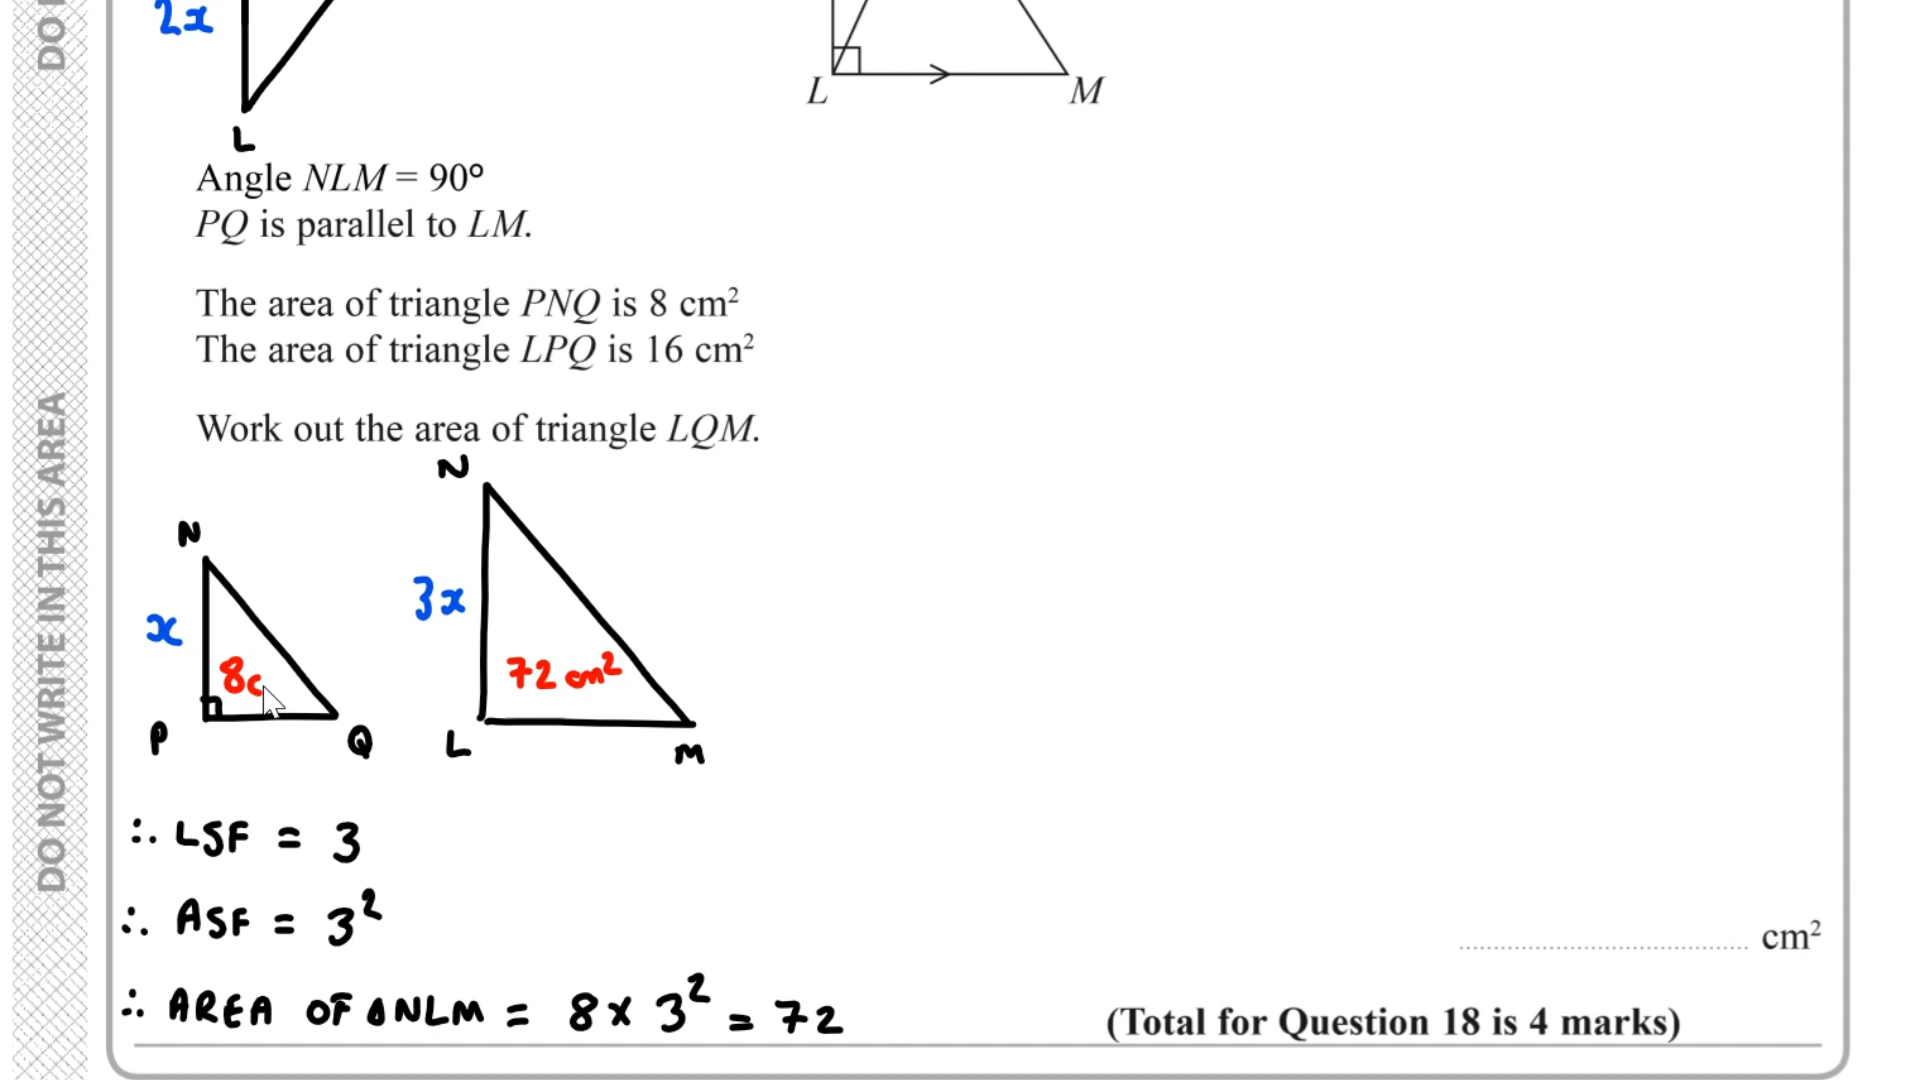 2x
L
L
M
Angle NLM = 90°
PQ is parallel to LM.
The area of triangle PNQ is 8 cm²
The area of triangle LPQ is 16 cm²
Work out the area of triangle LQM.
N
N
x
3x
8c
72 cm²
P
Q
L
M
∴ LSF = 3
∴ ASF = 3²
∴ AREA OF ΔNLM = 8 x 3² = 72
cm²
(Total for Question 18 is 4 marks)
DO NOT WRITE IN THIS AREA